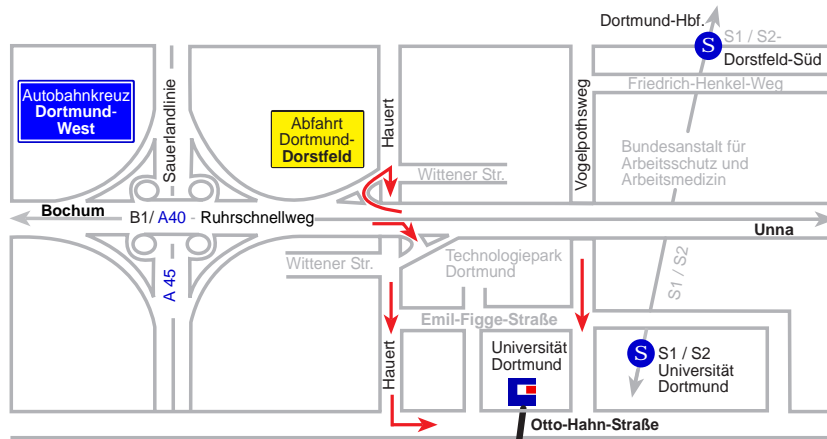 Dortmund-Hbf.
S
S1 / S2-
Dorstfeld-Süd
Friedrich-Henkel-Weg
Autobahnkreuz
Dortmund-
West
Sauerlandlinie
Abfahrt
Dortmund-
Dorstfeld
Hauert
Vogelpothsweg
Bundesanstalt für
Arbeitsschutz und
Arbeitsmedizin
Wittener Str.
Bochum
B1/ A40 - Ruhrschnellweg
Unna
Wittener Str.
Technologiepark
Dortmund
A 45
S1 / S2
Emil-Figge-Straße
Hauert
Universität
Dortmund
S
S1 / S2
Universität
Dortmund
Otto-Hahn-Straße